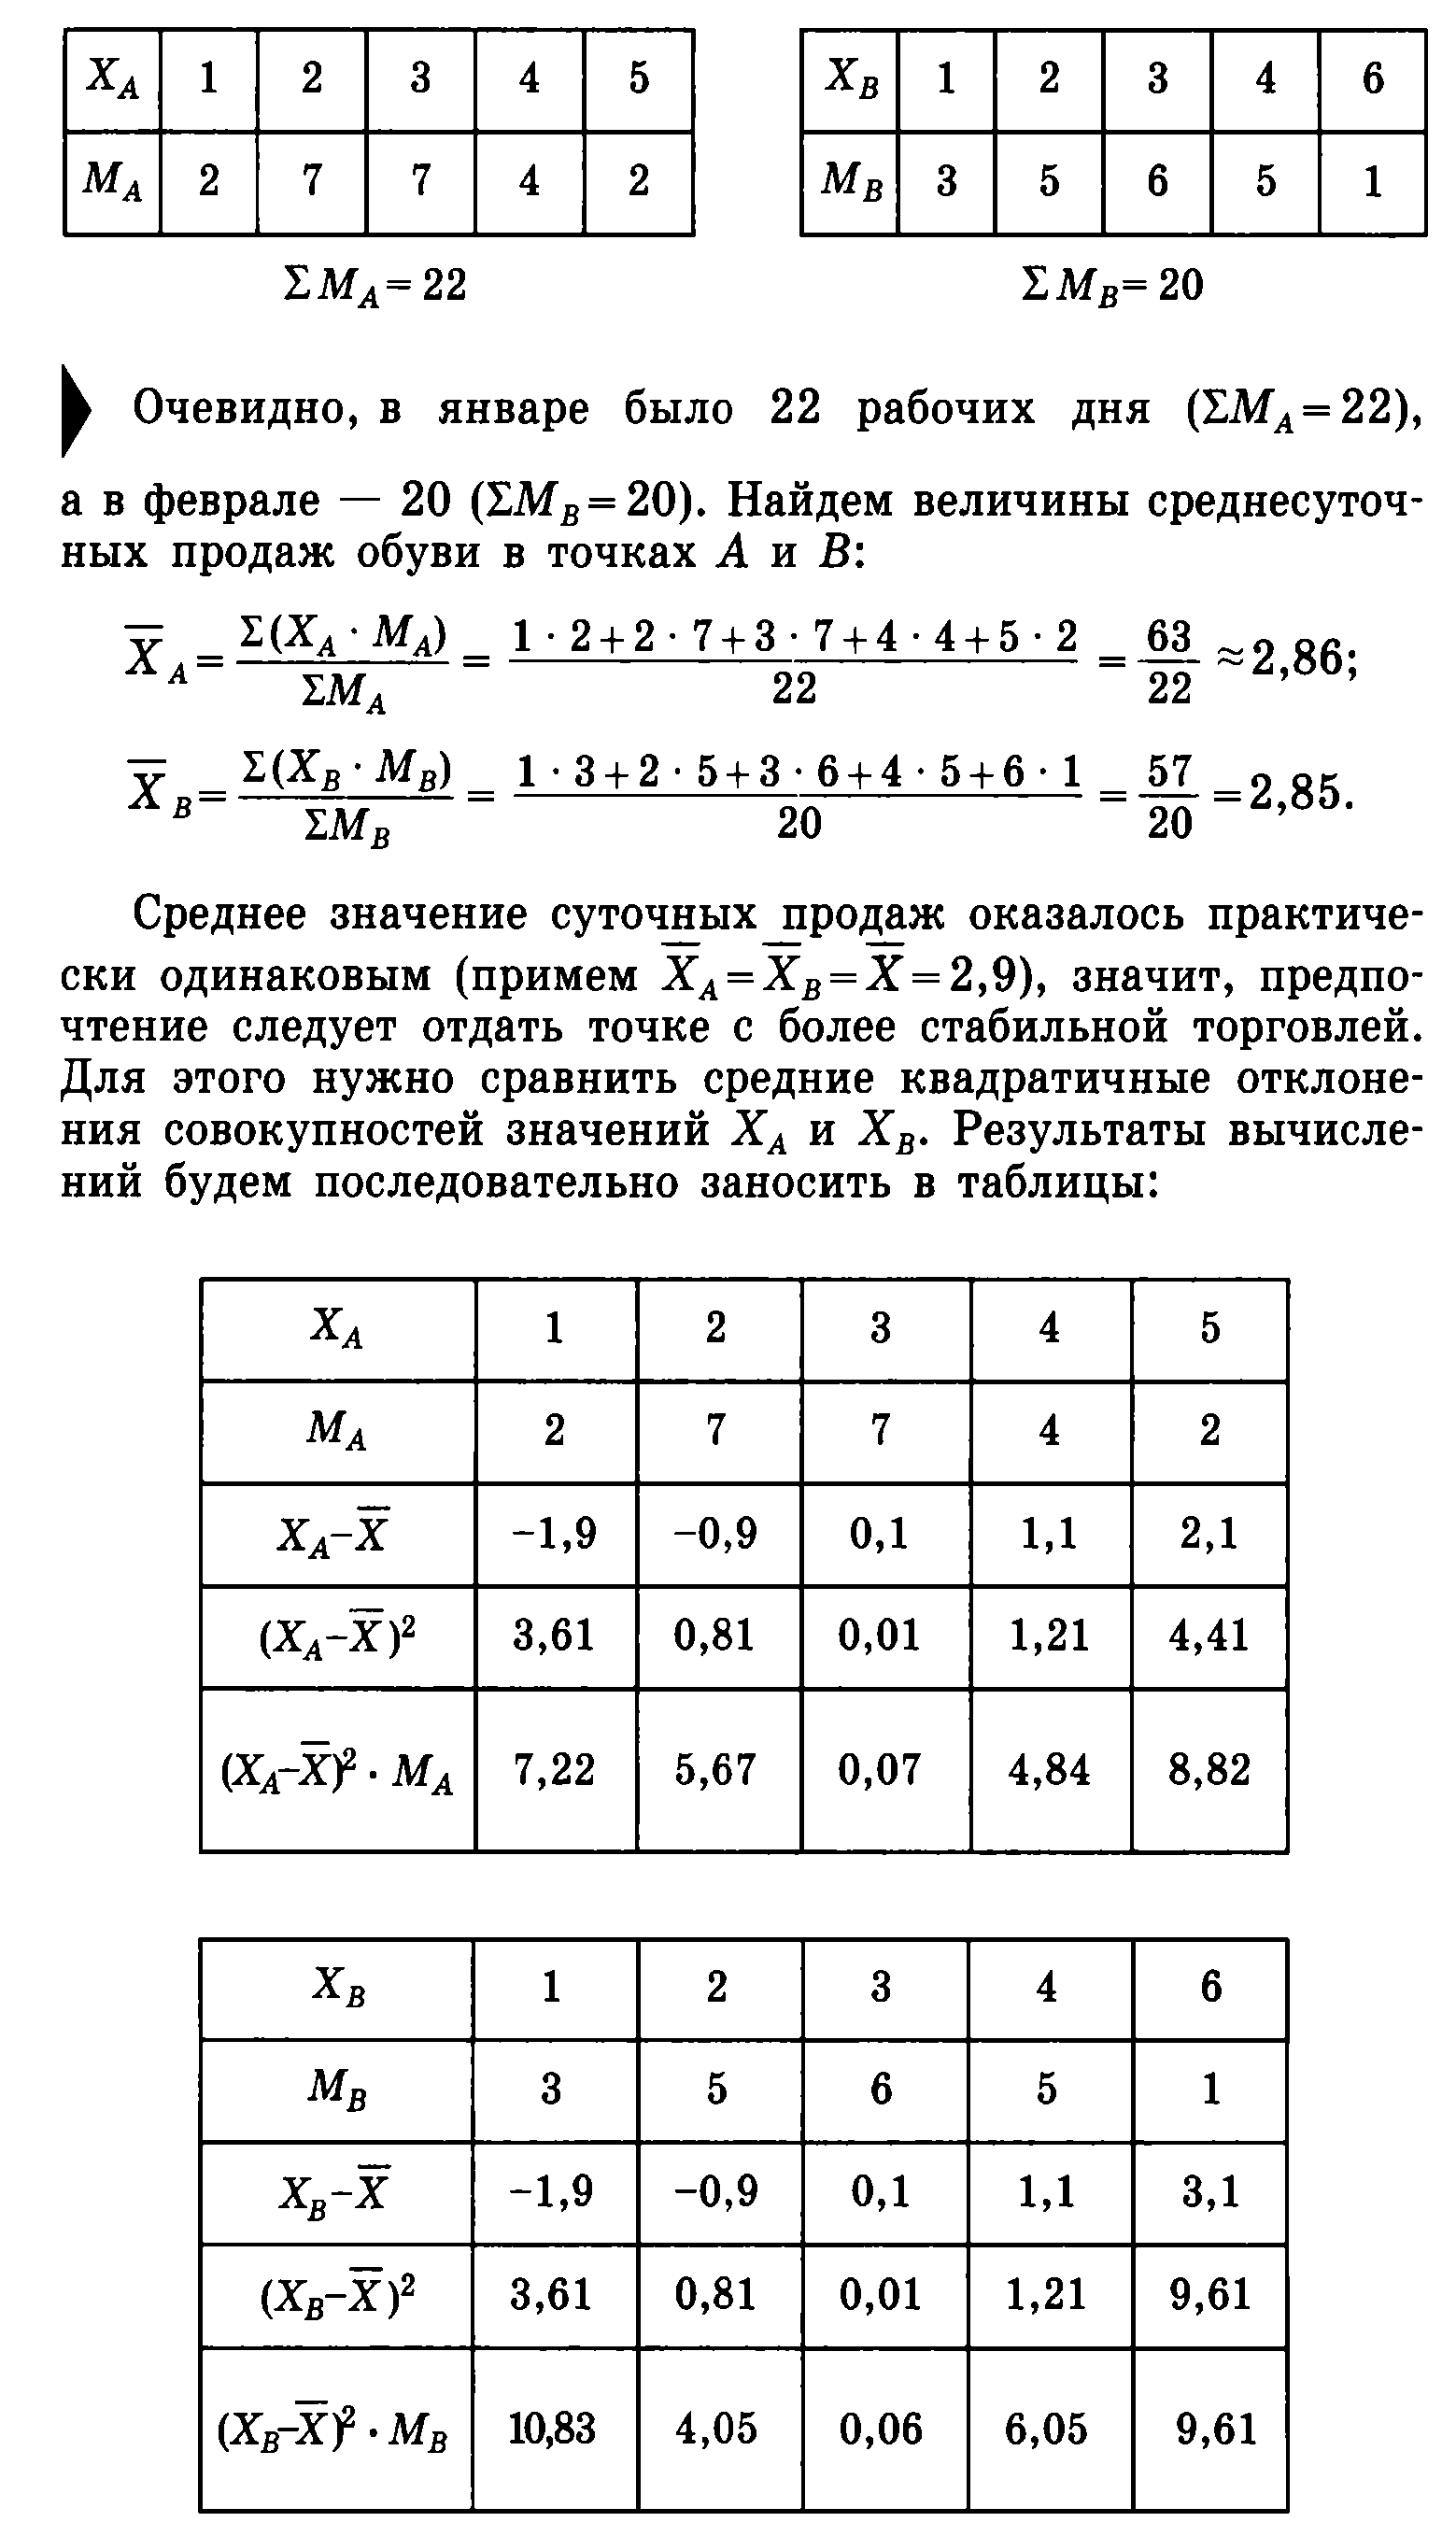 X_A 1 2 3 4 5
M_A 2 7 7 4 2
ΣM_A = 22
X_B 1 2 3 4 6
M_B 3 5 6 5 1
ΣM_B = 20
Очевидно, в январе было 22 рабочих дня (ΣM_A = 22),
а в феврале — 20 (ΣM_B = 20). Найдем величины среднесуточ-
ных продаж обуви в точках A и B:
X̅_A = Σ(X_A · M_A) / ΣM_A = (1 · 2 + 2 · 7 + 3 · 7 + 4 · 4 + 5 · 2) / 22 = 63/22 ≈ 2,86;
X̅_B = Σ(X_B · M_B) / ΣM_B = (1 · 3 + 2 · 5 + 3 · 6 + 4 · 5 + 6 · 1) / 20 = 57/20 = 2,85.
Среднее значение суточных продаж оказалось практиче-
ски одинаковым (примем X̅_A = X̅_B = X̅ = 2,9), значит, предпо-
чтение следует отдать точке с более стабильной торговлей.
Для этого нужно сравнить средние квадратичные отклоне-
ния совокупностей значений X_A и X_B. Результаты вычисле-
ний будем последовательно заносить в таблицы:
X_A 1 2 3 4 5
M_A 2 7 7 4 2
X_A–X̅ –1,9 –0,9 0,1 1,1 2,1
(X_A–X̅)² 3,61 0,81 0,01 1,21 4,41
(X_A–X̅)² · M_A 7,22 5,67 0,07 4,84 8,82
X_B 1 2 3 4 6
M_B 3 5 6 5 1
X_B–X̅ –1,9 –0,9 0,1 1,1 3,1
(X_B–X̅)² 3,61 0,81 0,01 1,21 9,61
(X_B–X̅)² · M_B 10,83 4,05 0,06 6,05 9,61